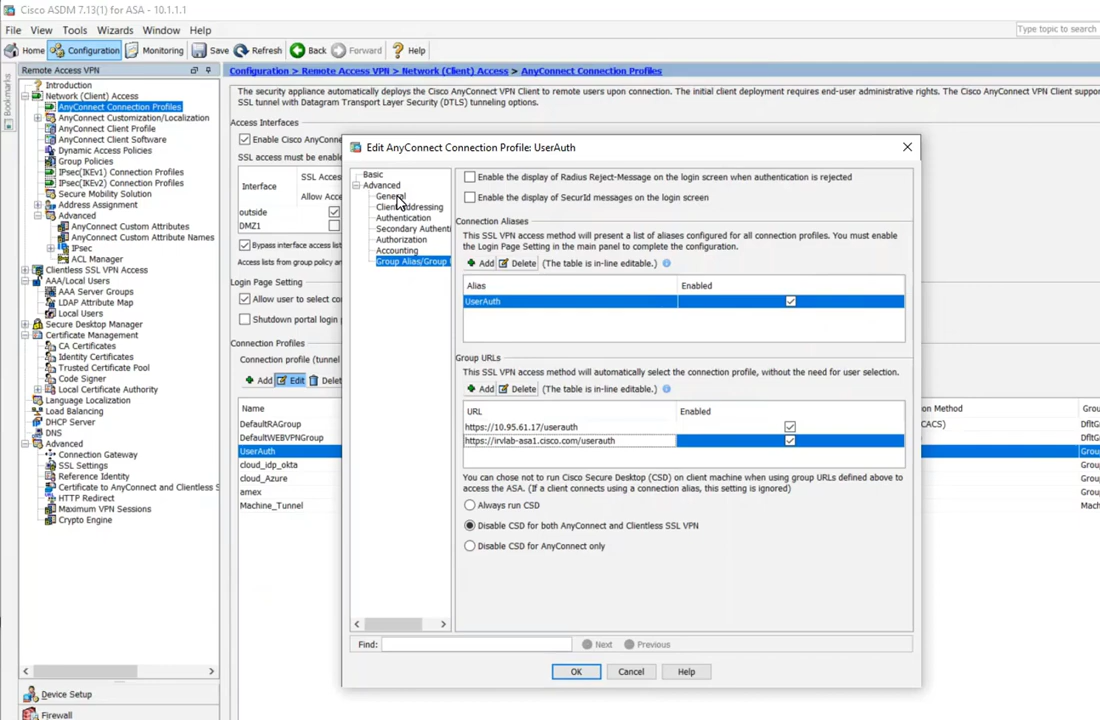 Cisco ASDM 7.13(1) for ASA - 10.1.1.1
File View Tools Wizards Window Help
Type topic to search
Home Configuration Monitoring Save Refresh Back Forward Help
Bookmarks
Remote Access VPN
Introduction
Network (Client) Access
AnyConnect Connection Profiles
AnyConnect Customization/Localization
AnyConnect Client Profile
AnyConnect Client Software
Dynamic Access Policies
Group Policies
IPsec(IKEv1) Connection Profiles
IPsec(IKEv2) Connection Profiles
Secure Mobility Solution
Address Assignment
Advanced
AnyConnect Custom Attributes
AnyConnect Custom Attribute Names
IPsec
ACL Manager
Clientless SSL VPN Access
AAA/Local Users
AAA Server Groups
LDAP Attribute Map
Local Users
Secure Desktop Manager
Certificate Management
CA Certificates
Identity Certificates
Trusted Certificate Pool
Code Signer
Local Certificate Authority
Language Localization
Load Balancing
DHCP Server
DNS
Advanced
Connection Gateway
SSL Settings
Reference Identity
Certificate to AnyConnect and Clientless S
HTTP Redirect
Maximum VPN Sessions
Crypto Engine
Device Setup
Firewall
Configuration > Remote Access VPN > Network (Client) Access > AnyConnect Connection Profiles
The security appliance automatically deploys the Cisco AnyConnect VPN Client to remote users upon connection. The initial client deployment requires end-user administrative rights. The Cisco AnyConnect VPN Client suppo
SSL tunnel with Datagram Transport Layer Security (DTLS) tunneling options.
Access Interfaces
Enable Cisco AnyConne
SSL access must be enable
Interface
SSL Acces
Allow Acce
outside
DMZ1
Bypass interface access lis
Access lists from group policy ar
Login Page Setting
Allow user to select co
Shutdown portal login p
Connection Profiles
Connection profile (tunnel
Add Edit Delet
Name
DefaultRAGroup
DefaultWEBVPNGroup
UserAuth
cloud_idp_okta
cloud_Azure
amex
Machine_Tunnel
on Method
Grou
CACS)
DfltG
DfltG
Group
Group
Group
Group
Mach
Edit AnyConnect Connection Profile: UserAuth
Basic
Advanced
General
Client Addressing
Authentication
Secondary Authenti
Authorization
Accounting
Group Alias/Group
Enable the display of Radius Reject-Message on the login screen when authentication is rejected
Enable the display of SecurId messages on the login screen
Connection Aliases
This SSL VPN access method will present a list of aliases configured for all connection profiles. You must enable
the Login Page Setting in the main panel to complete the configuration.
Add Delete (The table is in-line editable.)
Alias Enabled
UserAuth
Group URLs
This SSL VPN access method will automatically select the connection profile, without the need for user selection.
Add Delete (The table is in-line editable.)
URL Enabled
https://10.95.61.17/userauth
https://irvlab-asa1.cisco.com/userauth
You can chose not to run Cisco Secure Desktop (CSD) on client machine when using group URLs defined above to
access the ASA. (If a client connects using a connection alias, this setting is ignored)
Always run CSD
Disable CSD for both AnyConnect and Clientless SSL VPN
Disable CSD for AnyConnect only
Find: Next Previous
OK Cancel Help